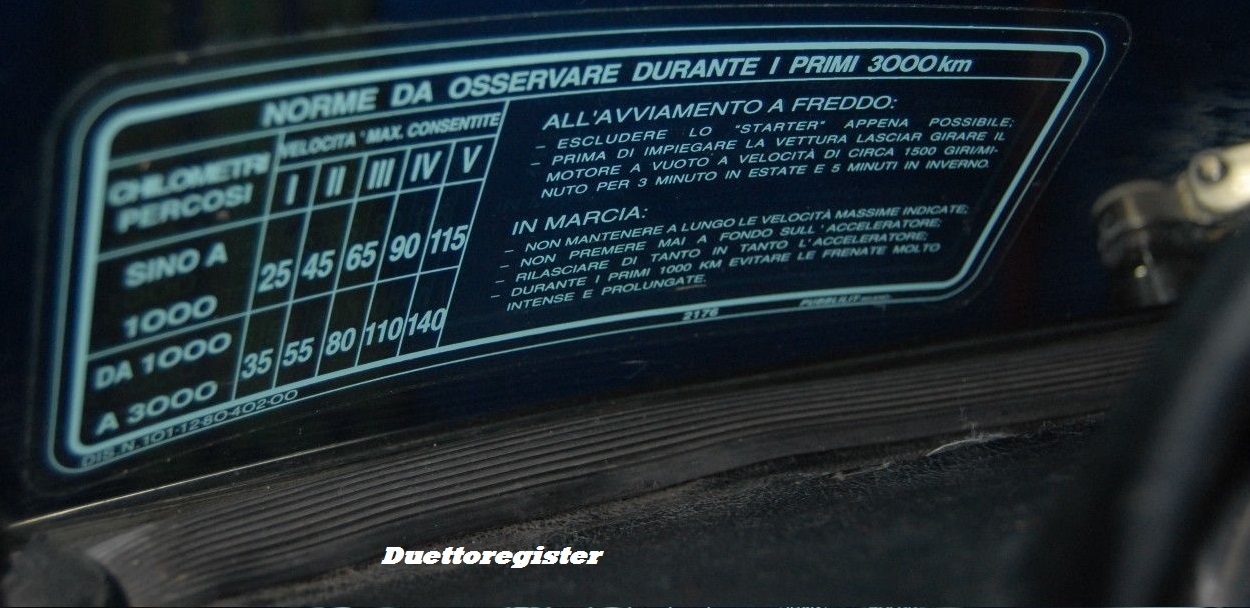 NORME DA OSSERVARE DURANTE I PRIMI 3000 km
CHILOMETRI
PERCOSI
VELOCITA' MAX. CONSENTITE
I II III IV V
SINO A
1000
25 45 65 90 115
DA 1000
A 3000
35 55 80 110 140
DIS. N. 101-12-80-402-00
ALL'AVVIAMENTO A FREDDO:
– ESCLUDERE LO "STARTER" APPENA POSSIBILE;
– PRIMA DI IMPIEGARE LA VETTURA LASCIAR GIRARE IL
MOTORE A VUOTO A VELOCITÀ DI CIRCA 1500 GIRI/MI-
NUTO PER 3 MINUTO IN ESTATE E 5 MINUTI IN INVERNO.
IN MARCIA:
– NON MANTENERE A LUNGO LE VELOCITÀ MASSIME INDICATE;
– NON PREMERE MAI A FONDO SULL'ACCELERATORE;
– RILASCIARE DI TANTO IN TANTO L'ACCELERATORE;
– DURANTE I PRIMI 1000 KM EVITARE LE FRENATE MOLTO
INTENSE E PROLUNGATE.
2176
Duettoregister